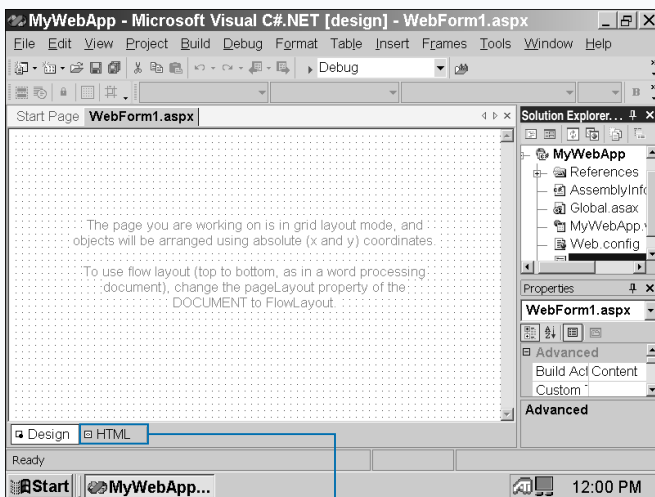 MyWebApp - Microsoft Visual C#.NET [design] - WebForm1.aspx
File Edit View Project Build Debug Format Table Insert Frames Tools Window Help
Debug
B
Start Page WebForm1.aspx
The page you are working on is in grid layout mode, and
objects will be arranged using absolute (x and y) coordinates.
To use flow layout (top to bottom, as in a word processing
document), change the pageLayout property of the
DOCUMENT to FlowLayout.
Design HTML
Ready
Solution Explorer...
MyWebApp
References
AssemblyInfo
Global.asax
MyWebApp.
Web.config
Properties
WebForm1.aspx
Advanced
Build Act Content
Custom
Advanced
Start MyWebApp... 12:00 PM